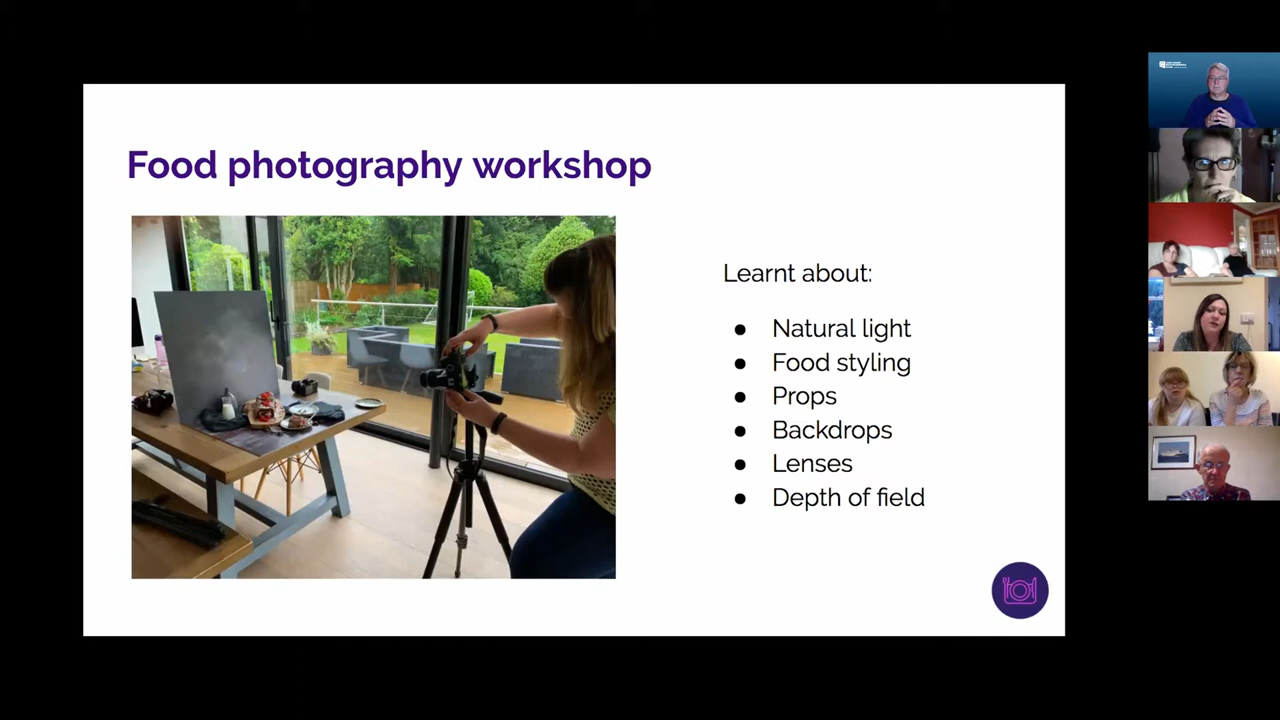 Food photography workshop
Learnt about:
● Natural light
● Food styling
● Props
● Backdrops
● Lenses
● Depth of field